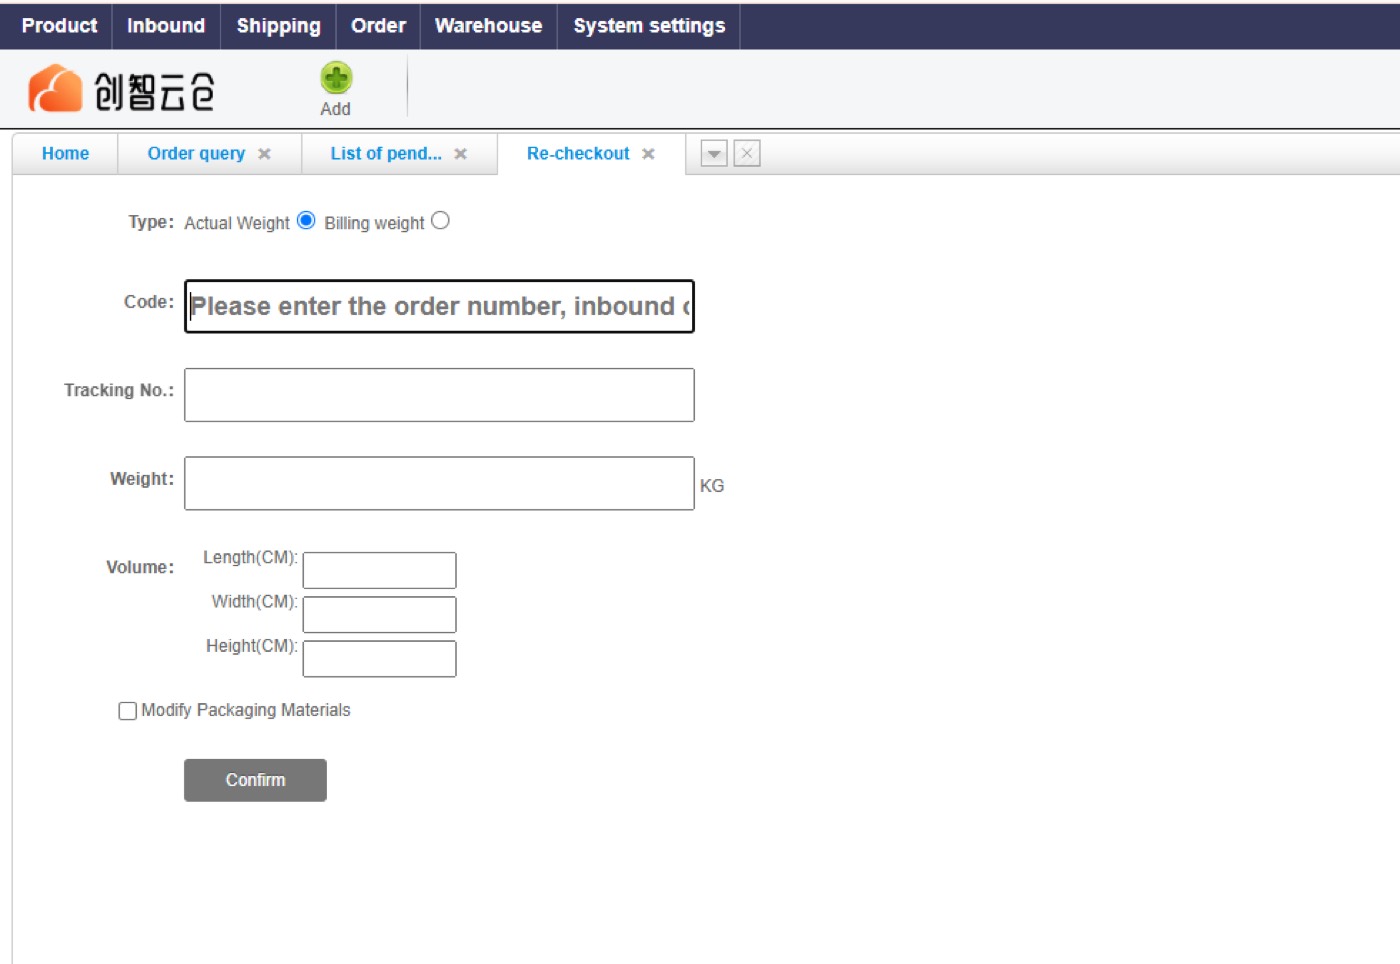 Product Inbound Shipping Order Warehouse System settings
创智云仓 Add
Home Order query List of pend... Re-checkout
Type: Actual Weight Billing weight
Code: Please enter the order number, inbound
Tracking No.:
Weight: KG
Volume: Length(CM):
Width(CM):
Height(CM):
Modify Packaging Materials
Confirm